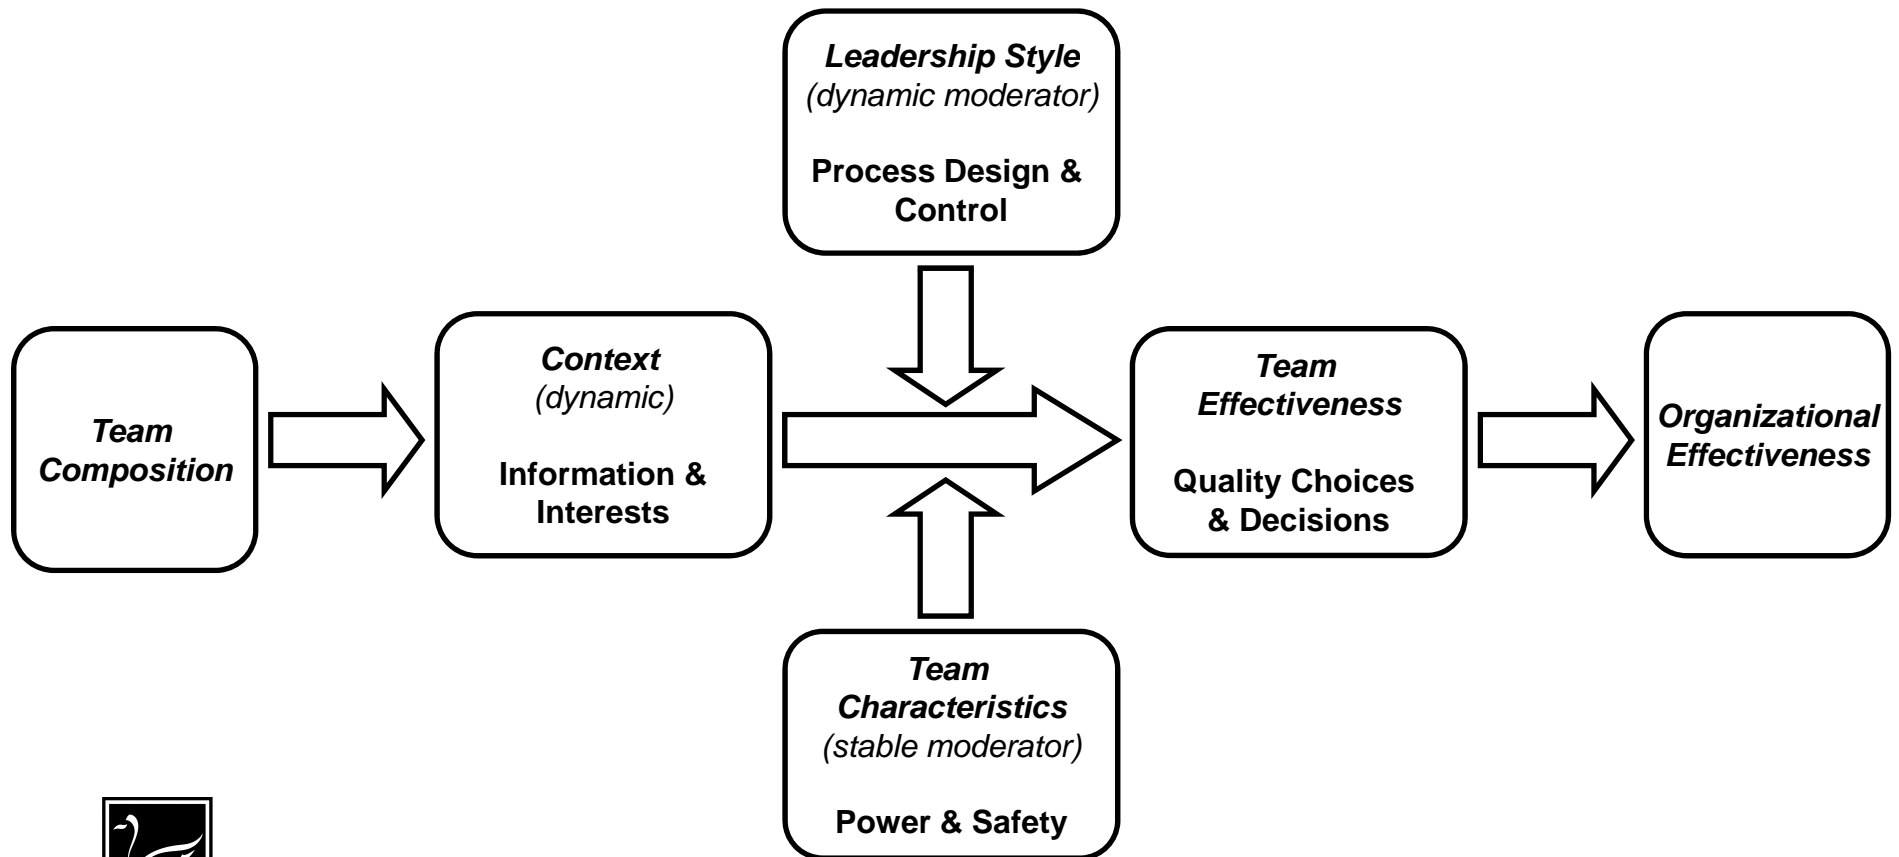 Leadership Style
(dynamic moderator)
Process Design &
Control
Team
Composition
Context
(dynamic)
Information &
Interests
Team
Effectiveness
Quality Choices
& Decisions
Organizational
Effectiveness
Team
Characteristics
(stable moderator)
Power & Safety